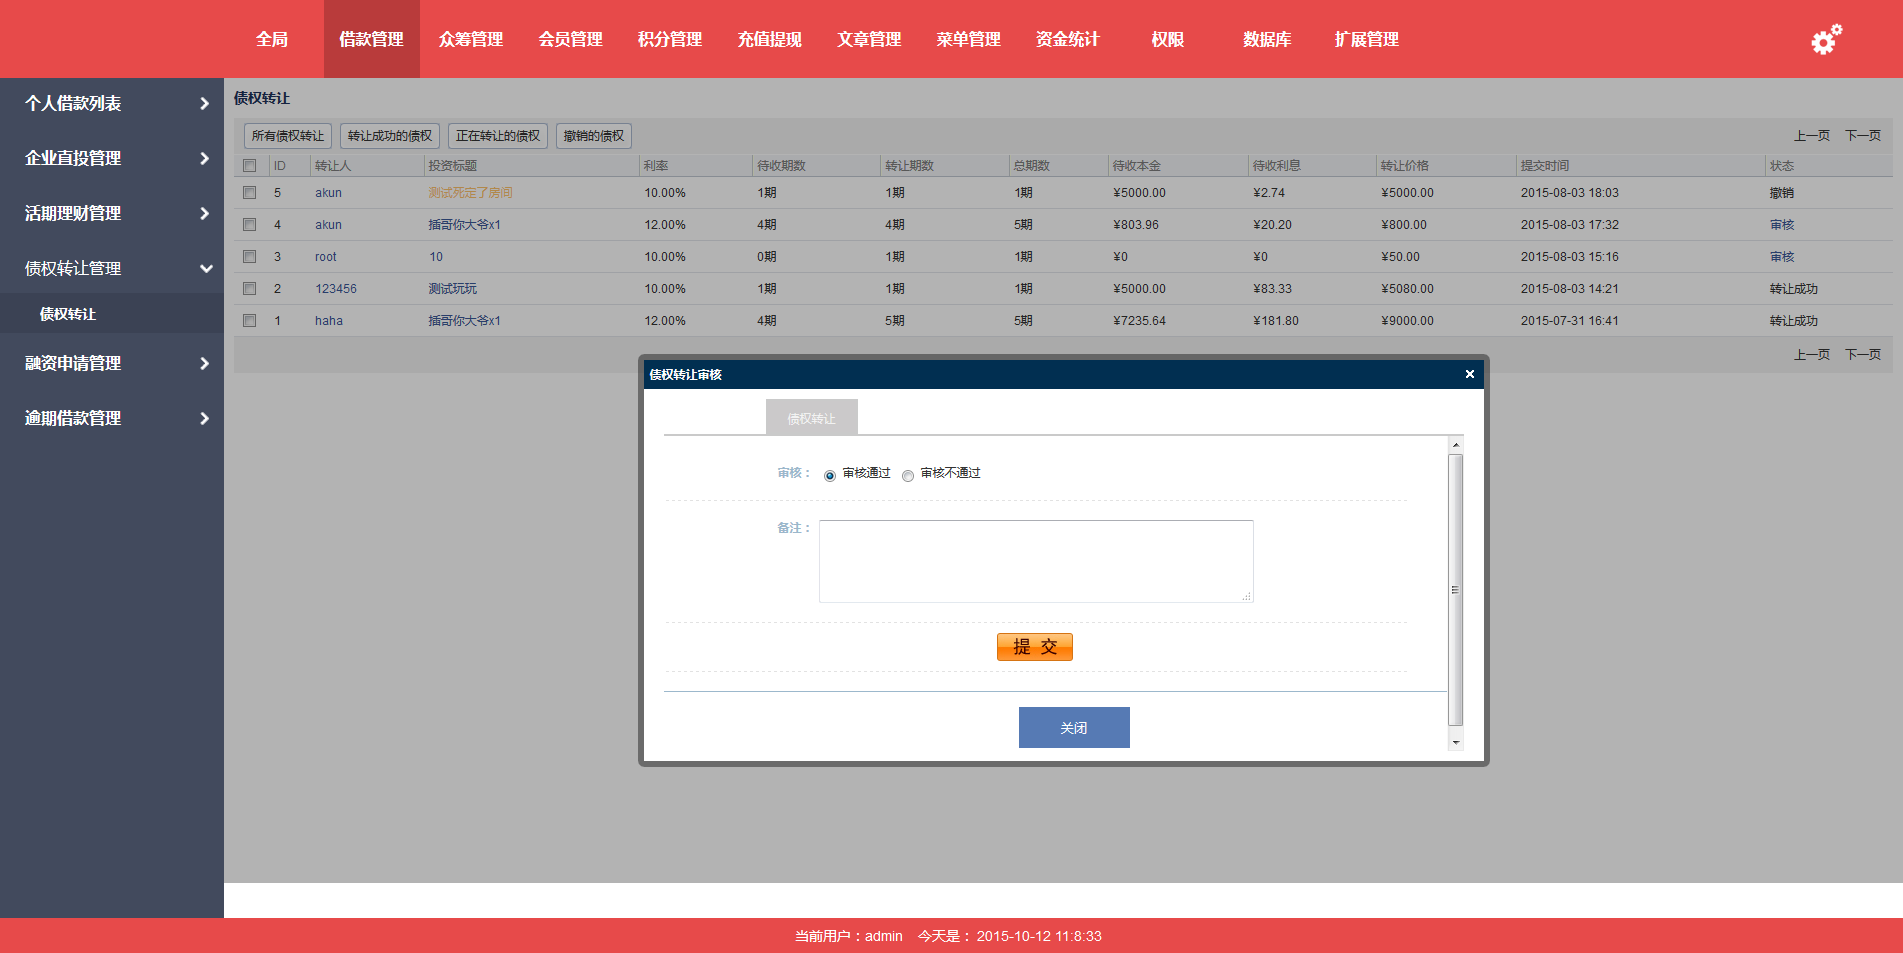 全局 借款管理 众筹管理 会员管理 积分管理 充值提现 文章管理 菜单管理 资金统计 权限 数据库 扩展管理
个人借款列表
企业直投管理
活期理财管理
债权转让管理
债权转让
融资申请管理
逾期借款管理
债权转让
所有债权转让 转让成功的债权 正在转让的债权 撤销的债权 上一页 下一页
ID 转让人 投资标题 利率 待收期数 转让期数 总期数 待收本金 待收利息 转让价格 提交时间 状态
5 akun 测试死定了房间 10.00% 1期 1期 1期 ¥5000.00 ¥2.74 ¥5000.00 2015-08-03 18:03 撤销
4 akun 插哥你大爷x1 12.00% 4期 4期 5期 ¥803.96 ¥20.20 ¥800.00 2015-08-03 17:32 审核
3 root 10 10.00% 0期 1期 1期 ¥0 ¥0 ¥50.00 2015-08-03 15:16 审核
2 123456 测试玩玩 10.00% 1期 1期 1期 ¥5000.00 ¥83.33 ¥5080.00 2015-08-03 14:21 转让成功
1 haha 插哥你大爷x1 12.00% 4期 5期 5期 ¥7235.64 ¥181.80 ¥9000.00 2015-07-31 16:41 转让成功
上一页 下一页
债权转让审核
债权转让
审核： 审核通过 审核不通过
备注：
提 交
关闭
当前用户：admin 今天是： 2015-10-12 11:8:33